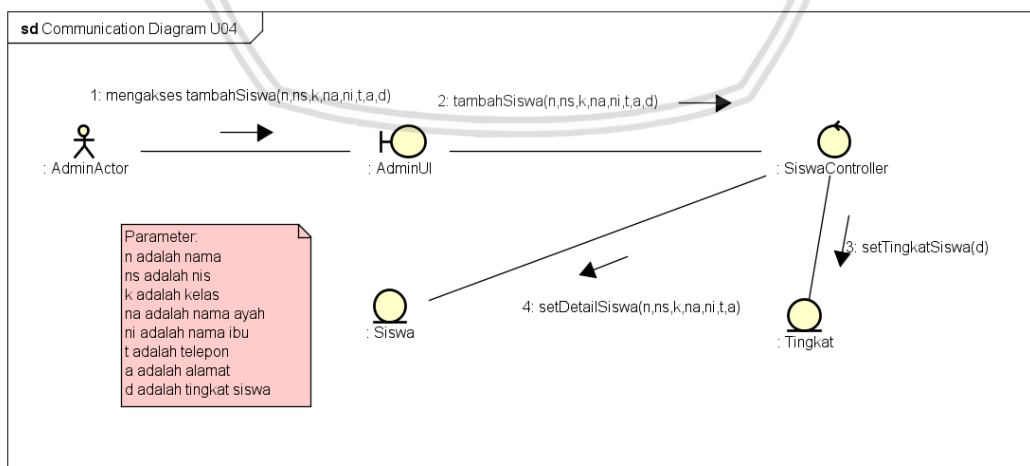 sd Communication Diagram U04
1: mengakses tambahSiswa(n,ns,k,na,ni,t,a,d)
2: tambahSiswa(n,ns,k,na,ni,t,a,d)
: AdminActor
: AdminUI
: SiswaController
Parameter:
n adalah nama
ns adalah nis
k adalah kelas
na adalah nama ayah
ni adalah nama ibu
t adalah telepon
a adalah alamat
d adalah tingkat siswa
3: setTingkatSiswa(d)
4: setDetailSiswa(n,ns,k,na,ni,t,a)
: Siswa
: Tingkat